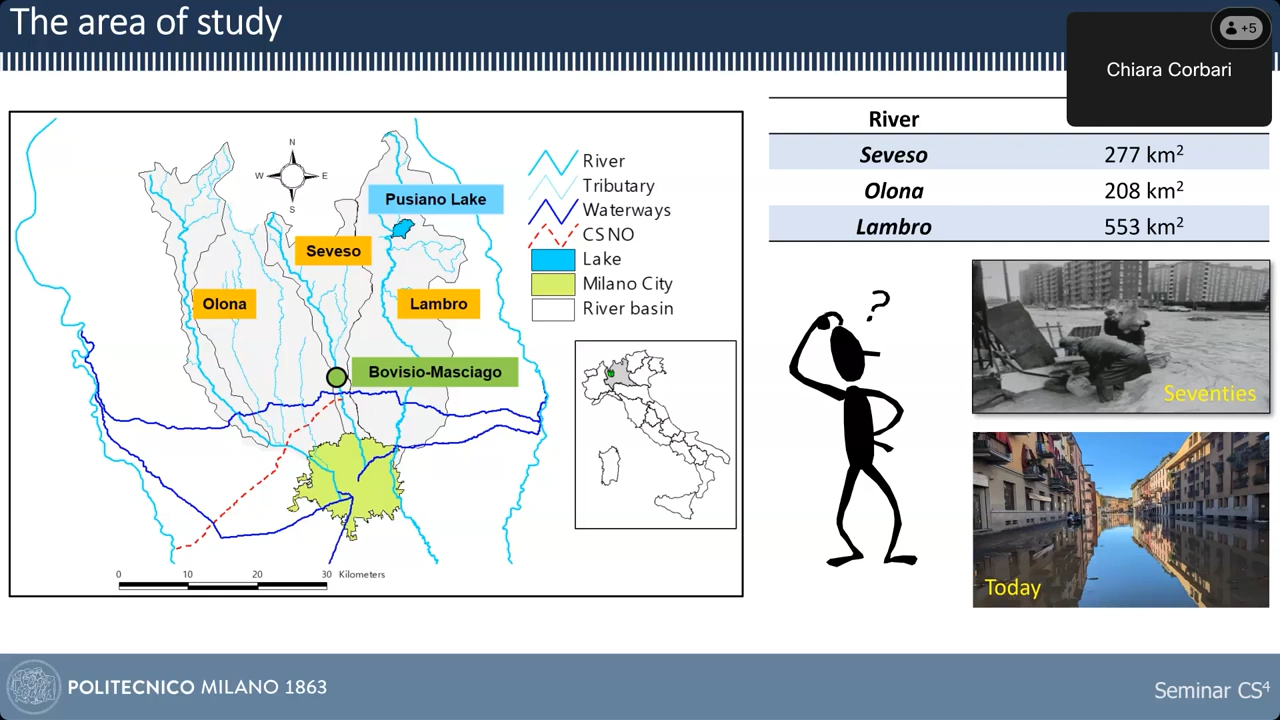 The area of study
+5
Chiara Corbari
N
W
E
S
Pusiano Lake
Seveso
Olona
Lambro
Bovisio-Masciago
River
Tributary
Waterways
CSNO
Lake
Milano City
River basin
0 10 20 30 Kilometers
River
Seveso 277 km²
Olona 208 km²
Lambro 553 km²
?
Seventies
Today
POLITECNICO MILANO 1863
Seminar CS⁴